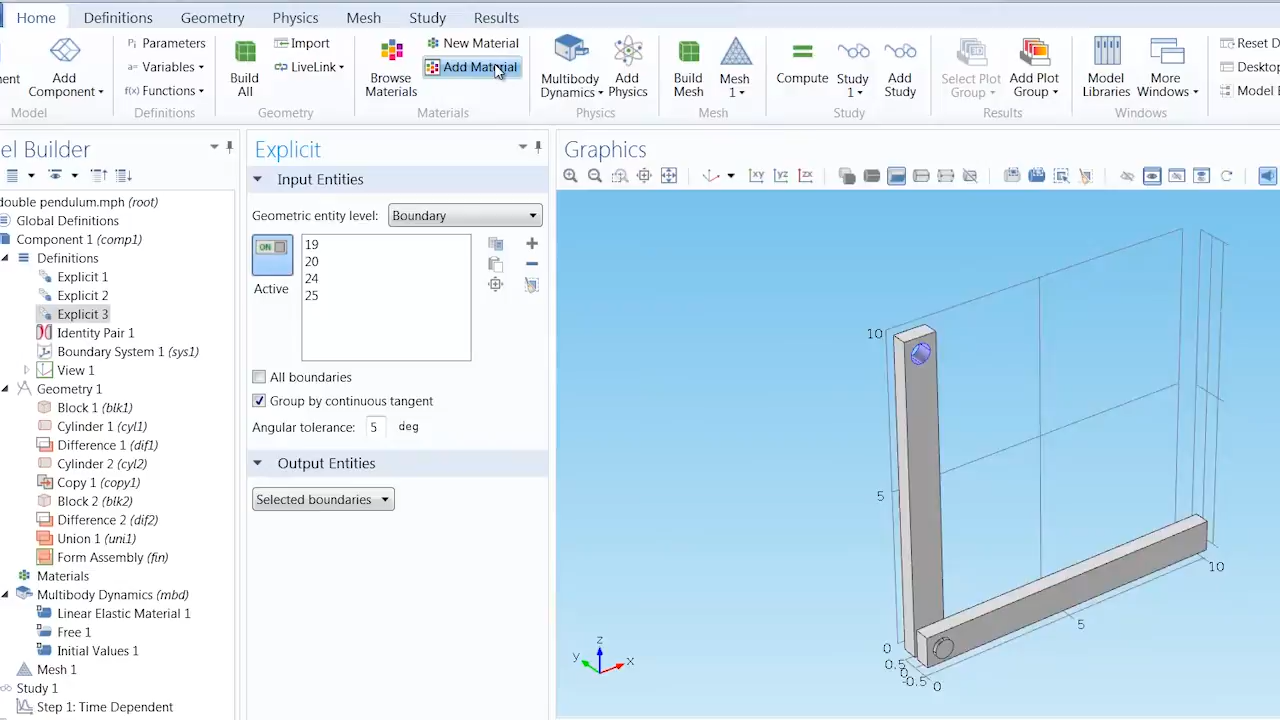 Home Definitions Geometry Physics Mesh Study Results
Add Component
Model
Pi Parameters
a= Variables
f(x) Functions
Definitions
Build All
Import
LiveLin
Geometry
Browse Materials
New Material
Add Material
Materials
Multibody Dynamics
Add Physics
Physics
Build Mesh
Mesh 1
Mesh
Compute
Study 1
Add Study
Study
Select Plot Group
Add Plot Group
Results
Model Libraries
More Windows
Windows
Reset D
Deskto
Model E
el Builder
double pendulum.mph (root)
Global Definitions
Component 1 (comp1)
Definitions
Explicit 1
Explicit 2
Explicit 3
Identity Pair 1
Boundary System 1 (sys1)
View 1
Geometry 1
Block 1 (blk1)
Cylinder 1 (cyl1)
Difference 1 (dif1)
Cylinder 2 (cyl2)
Copy 1 (copy1)
Block 2 (blk2)
Difference 2 (dif2)
Union 1 (uni1)
Form Assembly (fin)
Materials
Multibody Dynamics (mbd)
Linear Elastic Material 1
Free 1
Initial Values 1
Mesh 1
Study 1
Step 1: Time Dependent
Explicit
Input Entities
Geometric entity level: Boundary
ON
Active
19
20
24
25
All boundaries
Group by continuous tangent
Angular tolerance: 5 deg
Output Entities
Selected boundaries
Graphics
xy yz zx
10
5
0
0.5
0
-0.5
0
5
10
z
y
x